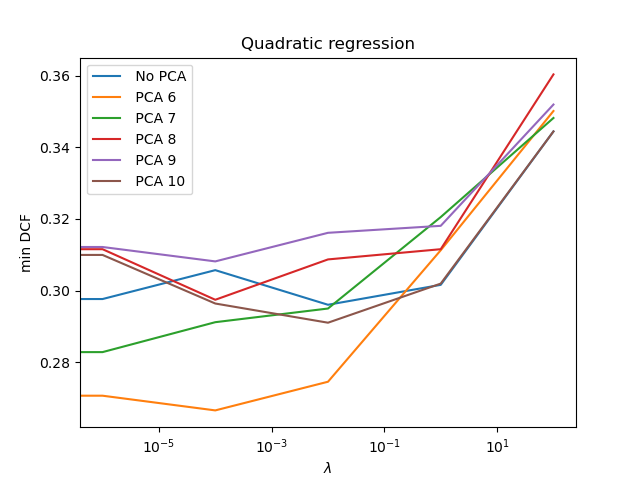 Quadratic regression
min DCF
0.36
0.34
0.32
0.30
0.28
No PCA
PCA 6
PCA 7
PCA 8
PCA 9
PCA 10
10⁻⁵
10⁻³
10⁻¹
10¹
λ